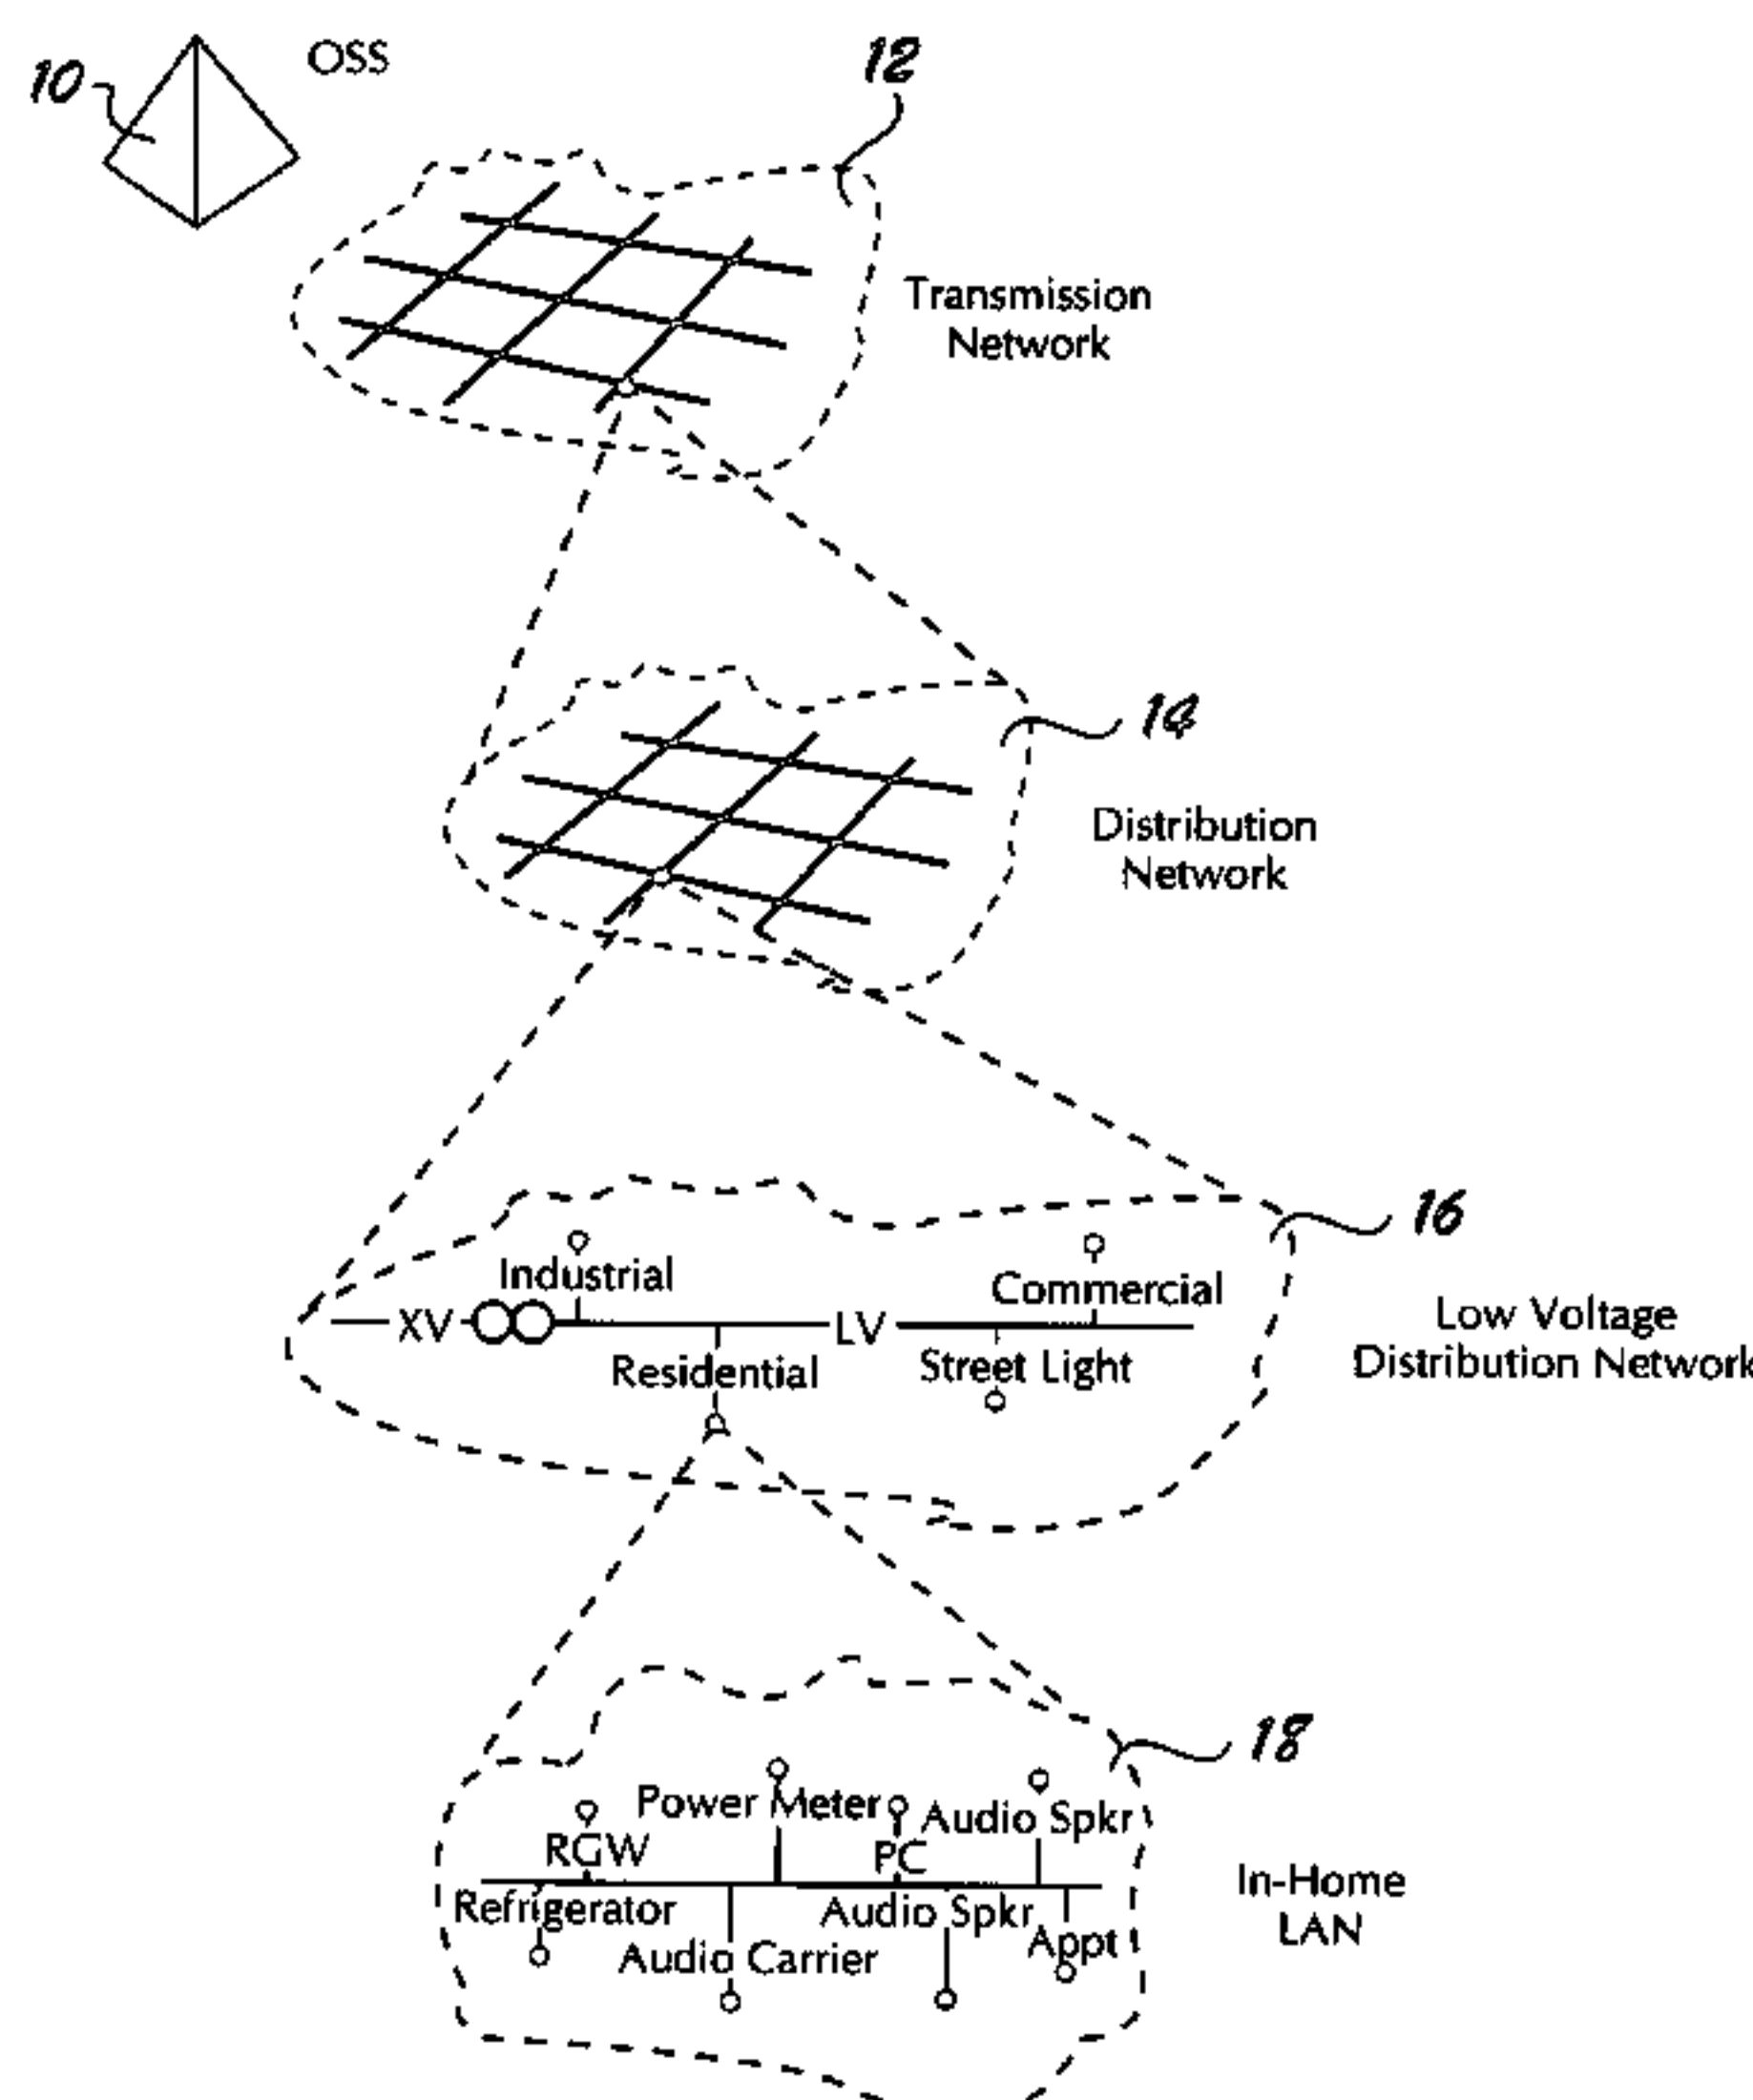 10
OSS
12
Transmission
Network
14
Distribution
Network
16
Industrial
Commercial
XV
LV
Low Voltage
Distribution Network
Residential
Street Light
18
Power Meter
Audio Spkr
RGW
PC
In-Home
LAN
Refrigerator
Audio Spkr
Appt
Audio Carrier